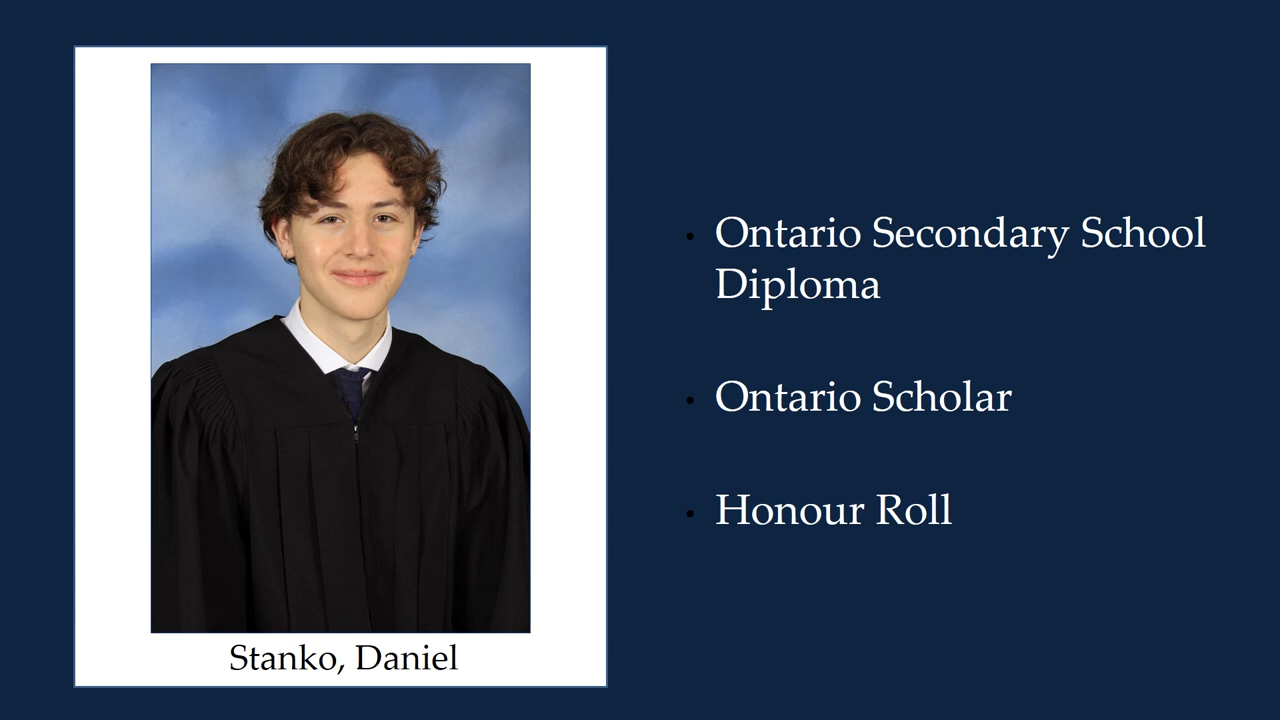 Stanko, Daniel
• Ontario Secondary School
Diploma
• Ontario Scholar
• Honour Roll